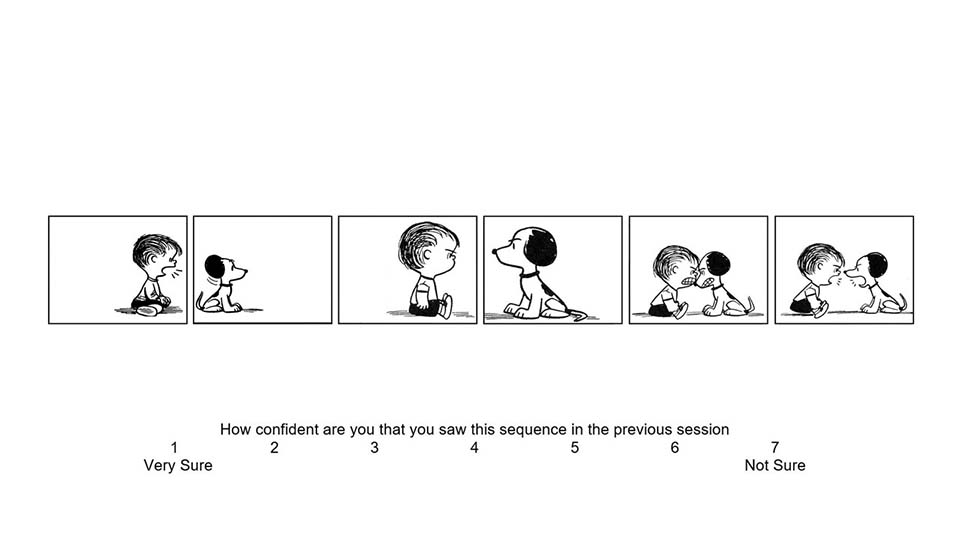 How confident are you that you saw this sequence in the previous session
1 2 3 4 5 6 7
Very Sure Not Sure